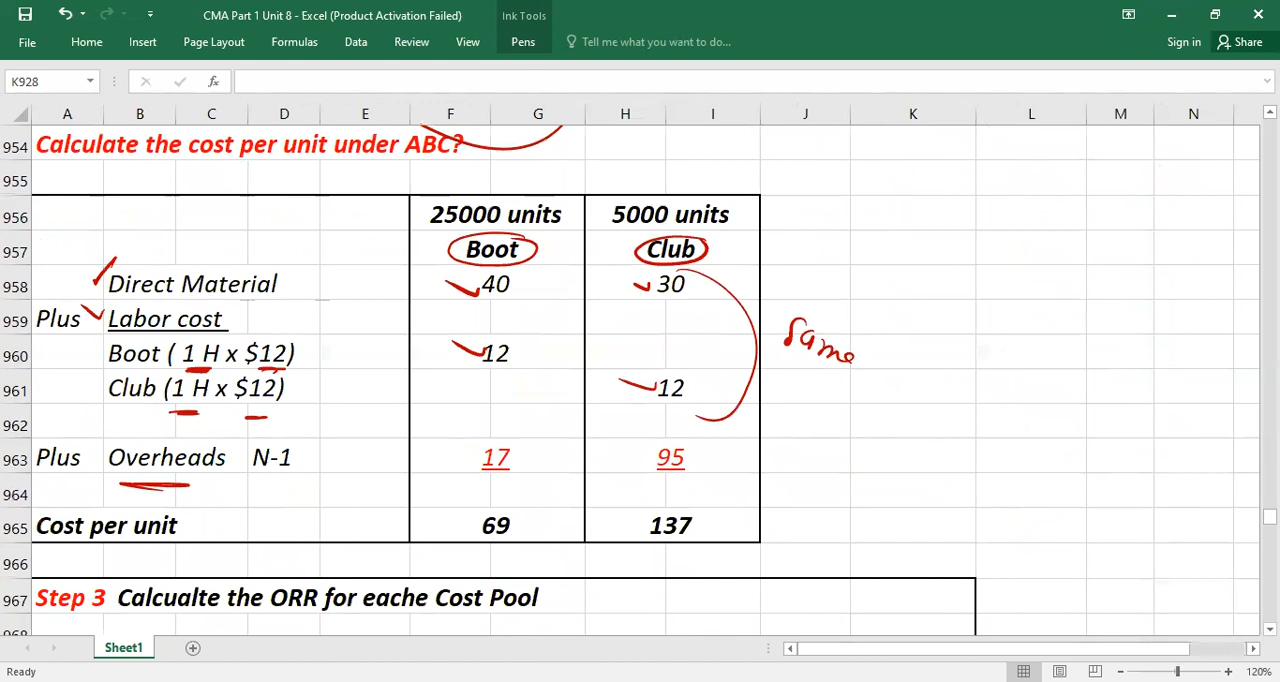 CMA Part 1 Unit 8 - Excel (Product Activation Failed)
Ink Tools
File
Home
Insert
Page Layout
Formulas
Data
Review
View
Pens
Tell me what you want to do...
Sign in
Share
K928
fx
A B C D E F G H I J K L M N
954 Calculate the cost per unit under ABC?
955
956 25000 units 5000 units
957 Boot Club
958 Direct Material 40 30
959 Plus Labor cost
same
960 Boot ( 1 H x $12) 12
961 Club (1 H x $12) 12
962
963 Plus Overheads N-1 17 95
964
965 Cost per unit 69 137
966
967 Step 3 Calcualte the ORR for eache Cost Pool
968
Sheet1
Ready
120%